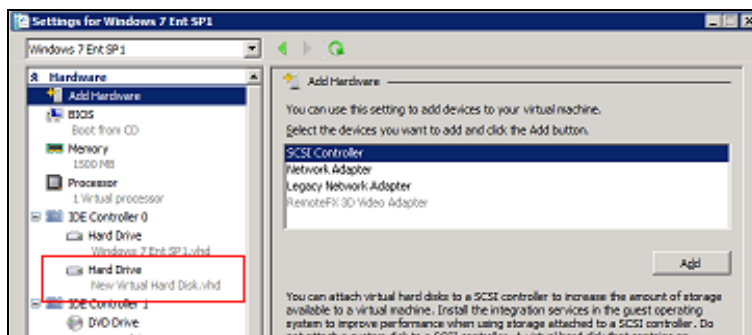 Settings for Windows 7 Ent SP1
Windows 7 Ent SP1
Hardware
Add Hardware
BIOS
Boot from CD
Memory
1500 MB
Processor
1 Virtual processor
IDE Controller 0
Hard Drive
Windows 7 Ent SP1.vhd
Hard Drive
New Virtual Hard Disk.vhd
IDE Controller 1
DVD Drive
Add Hardware
You can use this setting to add devices to your virtual machine.
Select the devices you want to add and click the Add button.
SCSI Controller
Network Adapter
Legacy Network Adapter
RemoteFX 3D Video Adapter
Add
You can attach virtual hard disks to a SCSI controller to increase the amount of storage
available to a virtual machine. Install the integration services in the guest operating
system to improve performance when using storage attached to a SCSI controller. Do